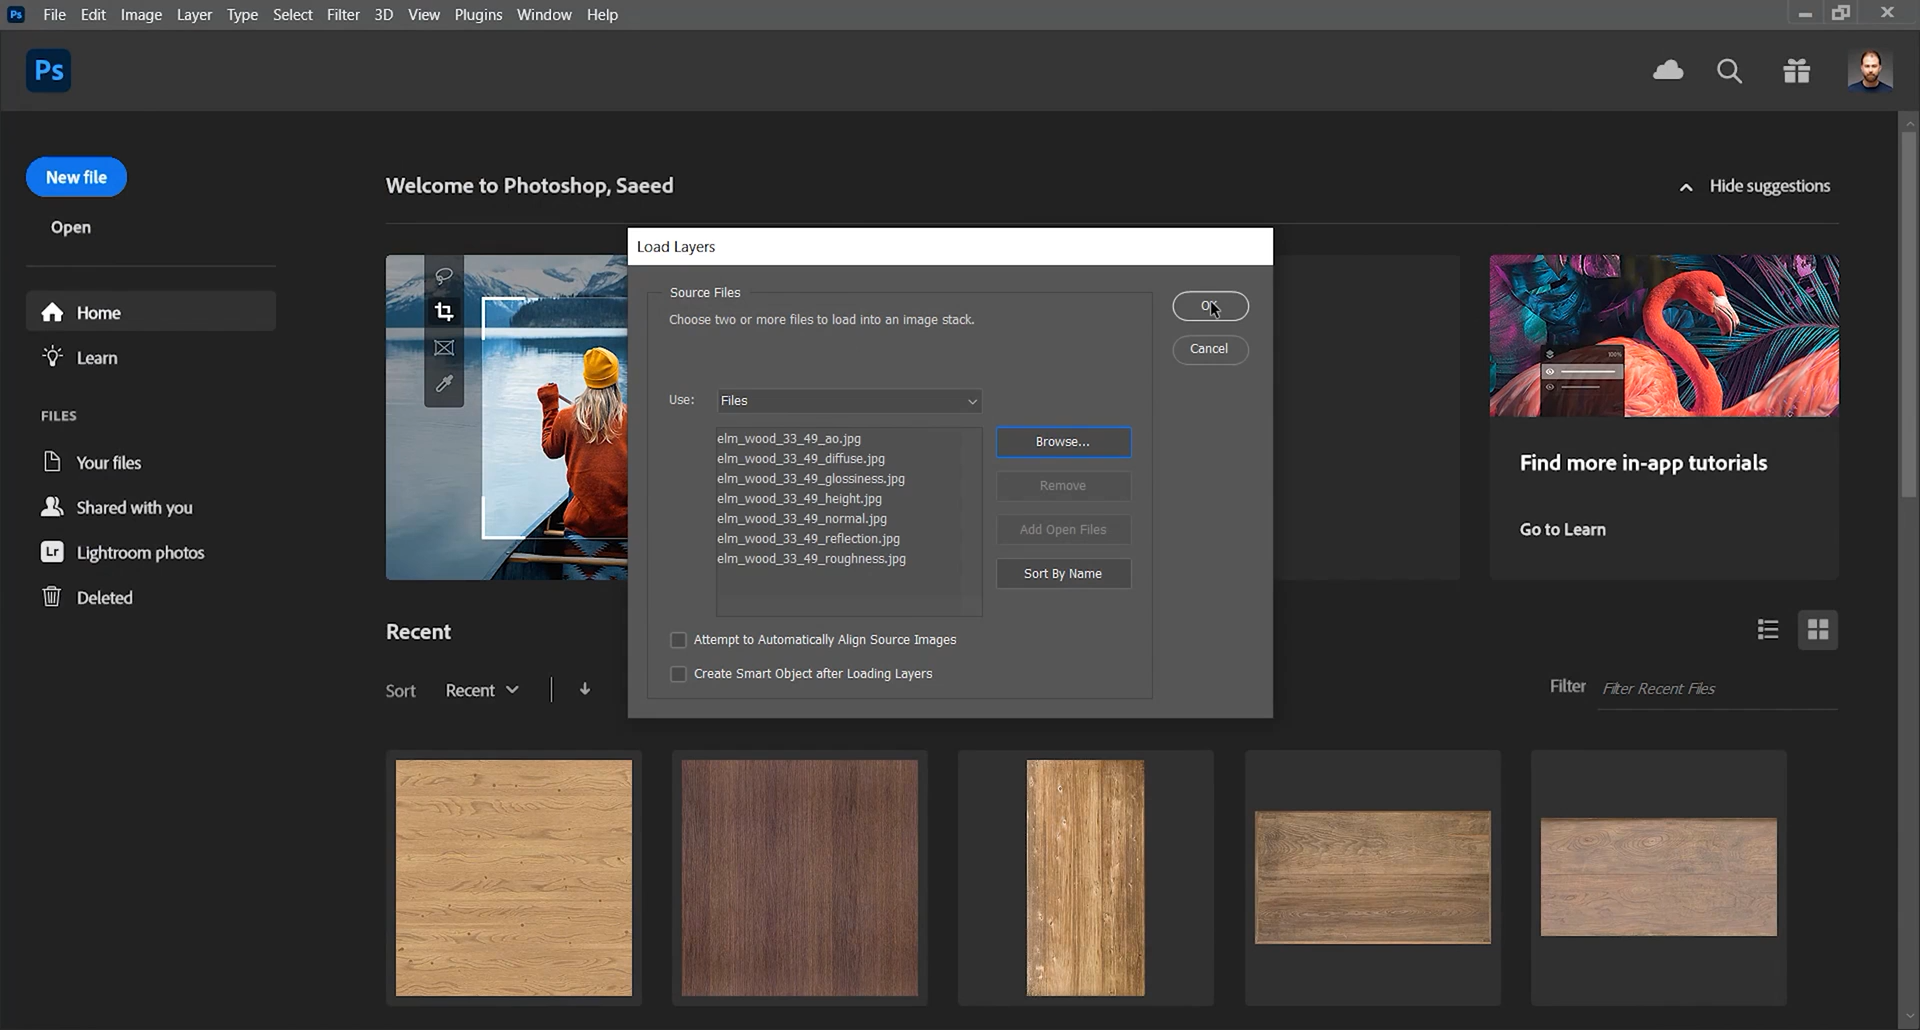 Ps File Edit Image Layer Type Select Filter 3D View Plugins Window Help
Ps
New file
Open
Home
Learn
FILES
Your files
Shared with you
Lr Lightroom photos
Deleted
Welcome to Photoshop, Saeed
Hide suggestions
Load Layers
Source Files
Choose two or more files to load into an image stack.
OK
Cancel
Use: Files
elm_wood_33_49_ao.jpg
elm_wood_33_49_diffuse.jpg
elm_wood_33_49_glossiness.jpg
elm_wood_33_49_height.jpg
elm_wood_33_49_normal.jpg
elm_wood_33_49_reflection.jpg
elm_wood_33_49_roughness.jpg
Browse...
Remove
Add Open Files
Sort By Name
Attempt to Automatically Align Source Images
Create Smart Object after Loading Layers
100%
Find more in-app tutorials
Go to Learn
Recent
Sort Recent
Filter Filter Recent Files